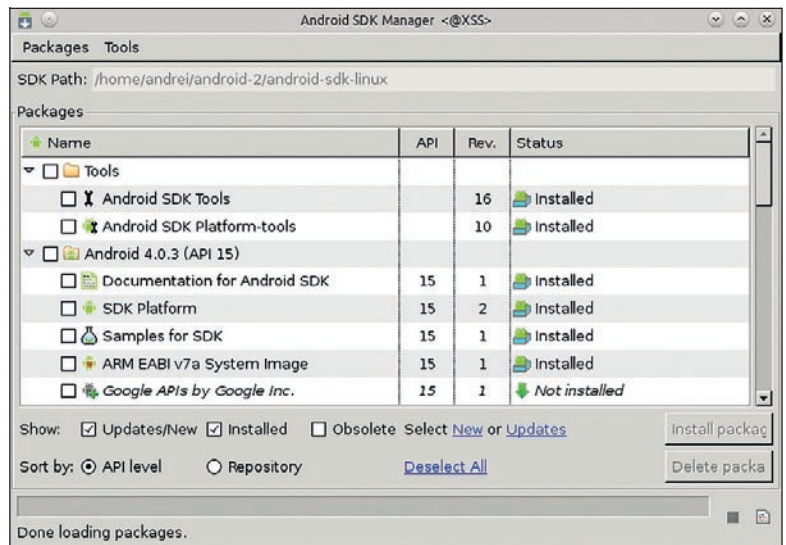 Android SDK Manager <@XSS>
Packages Tools
SDK Path: /home/andrei/android-2/android-sdk-linux
Packages
Name API Rev. Status
Tools
Android SDK Tools 16 Installed
Android SDK Platform-tools 10 Installed
Android 4.0.3 (API 15)
Documentation for Android SDK 15 1 Installed
SDK Platform 15 2 Installed
Samples for SDK 15 1 Installed
ARM EABI v7a System Image 15 1 Installed
Google APIs by Google Inc. 15 1 Not installed
Show: Updates/New Installed Obsolete Select New or Updates Install packag
Sort by: API level Repository Deselect All Delete packa
Done loading packages.